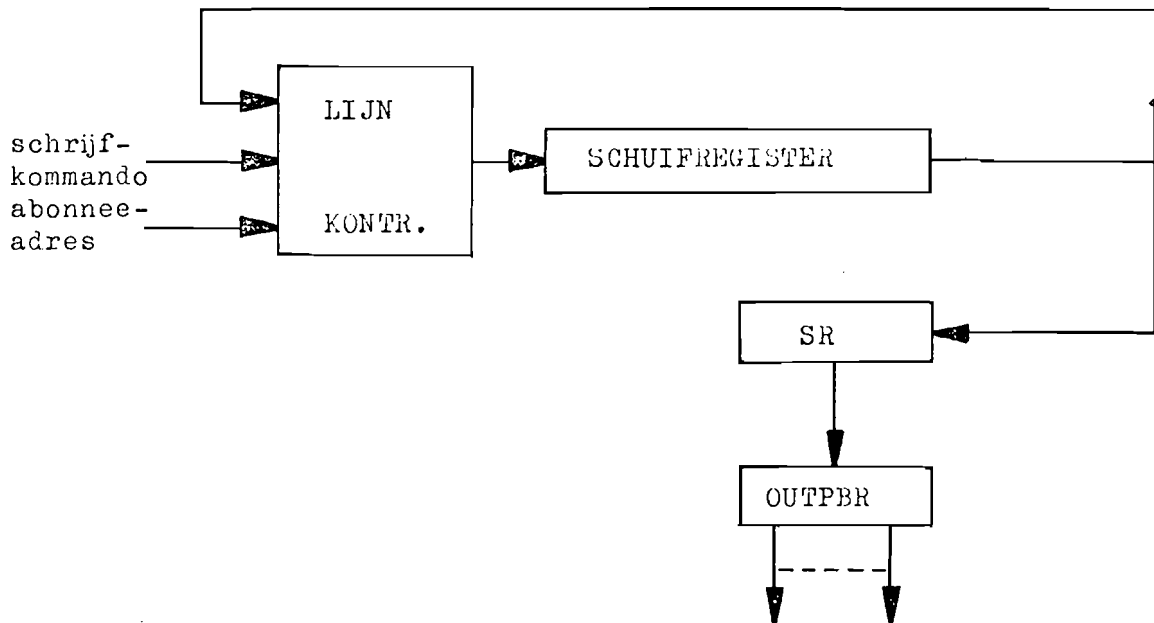 LIJN
schrijf-
kommando
abonnee-
adres
KONTR.
SCHUIFREGISTER
SR
OUTPBR